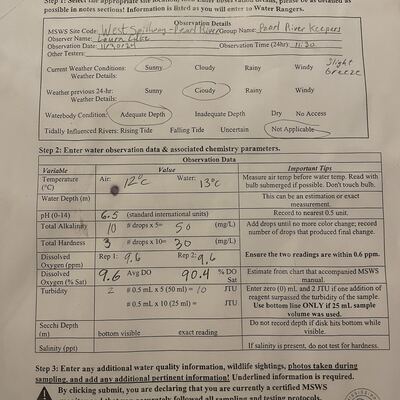 Step 1: Select the appropriate site location, then enter observation details, please be as detailed as
possible in notes sections! Information is listed as you will enter to Water Rangers.
Observation Details
MSWS Site Code: West Spillway - Pearl River Group Name: Pearl River Keepers
Observer Name:
Observation Date: 11/30/24 Observation Time (24hr): 11:30
Other Testers:
Current Weather Conditions: Sunny Cloudy Rainy Windy Slight Breeze
Weather Details:
Weather previous 24-hr: Sunny Cloudy Rainy Windy
Weather Details:
Waterbody Condition: Adequate Depth Inadequate Depth Dry No Access
Tidally Influenced Rivers: Rising Tide Falling Tide Uncertain Not Applicable
Step 2: Enter water observation data & associated chemistry parameters.
Observation Data
Variable Value Important Tips
Temperature (°C) Air: 12°C Water: 13°C Measure air temp before water temp. Read with bulb submerged if possible. Don't touch bulb.
Water Depth (m) This can be an estimation or exact measurement.
pH (0-14) 6.5 (standard international units) Record to nearest 0.5 unit.
Total Alkalinity 10 # drops x 5= 50 (mg/L) Add drops until no more color change; record number of drops that produced final change.
Total Hardness 3 # drops x 10= 30 (mg/L)
Dissolved Oxygen (ppm) Rep 1: 9.6 Rep 2: 9.6 Ensure the two readings are within 0.6 ppm.
Dissolved Oxygen (% Sat) 9.6 Avg DO 90.4 % DO Sat Estimate from chart that accompanied MSWS manual.
Turbidity 2 # 0.5 mL x 5 (50 ml) = 10 JTU Enter zero (0) mL and 2 JTU if one addition of reagent surpassed the turbidity of the sample.
# 0.5 mL x 10 (25 ml) = JTU Use bottom line ONLY if 25 mL sample volume was used.
Secchi Depth (m) bottom visible exact reading Do not record depth if disk hits bottom while visible.
Salinity (ppt) If salinity is present, do not test for hardness.
Step 3: Enter any additional water quality information, wildlife sightings, photos taken during
sampling, and add any additional pertinent information! Underlined information is required.
By clicking submit, you are declaring that you are currently a certified MSWS
accurately followed all sampling and testing protocols.